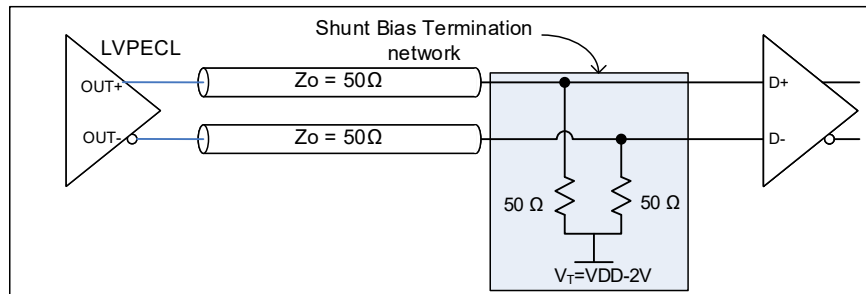 Shunt Bias Termination
network
LVPECL
OUT+
Zo = 50Ω
D+
OUT-
Zo = 50Ω
D-
50 Ω
50 Ω
V_T=VDD-2V